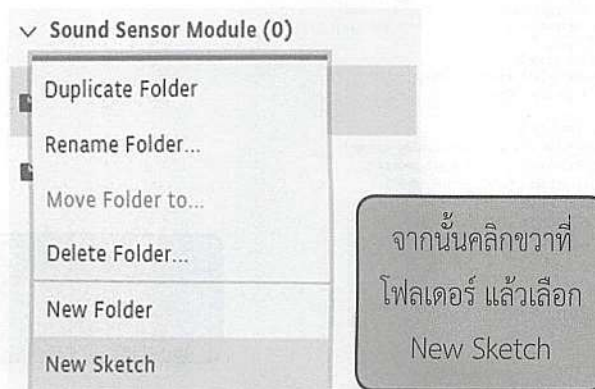 Sound Sensor Module (0)
Duplicate Folder
Rename Folder...
Move Folder to...
Delete Folder...
New Folder
New Sketch
จากนั้นคลิกขวาที่
โฟลเดอร์ แล้วเลือก
New Sketch